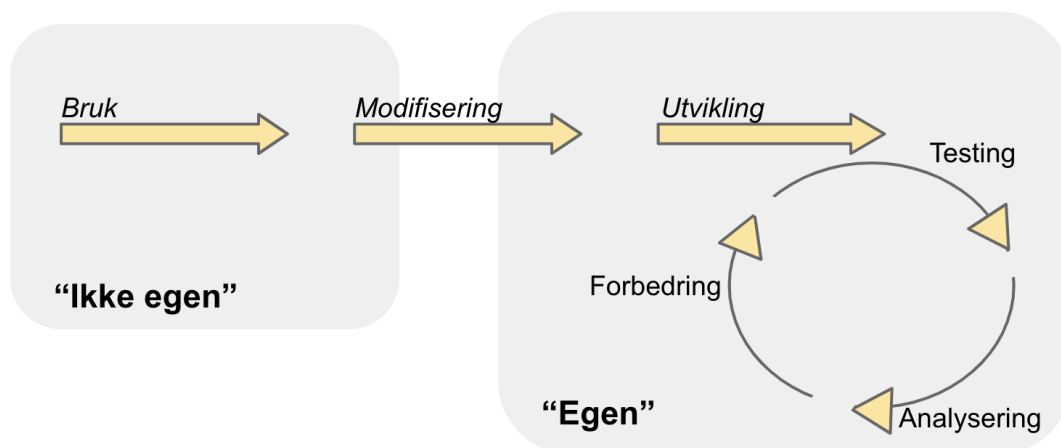 Bruk
Modifisering
Utvikling
Testing
Forbedring
“Ikke egen”
“Egen”
Analysering